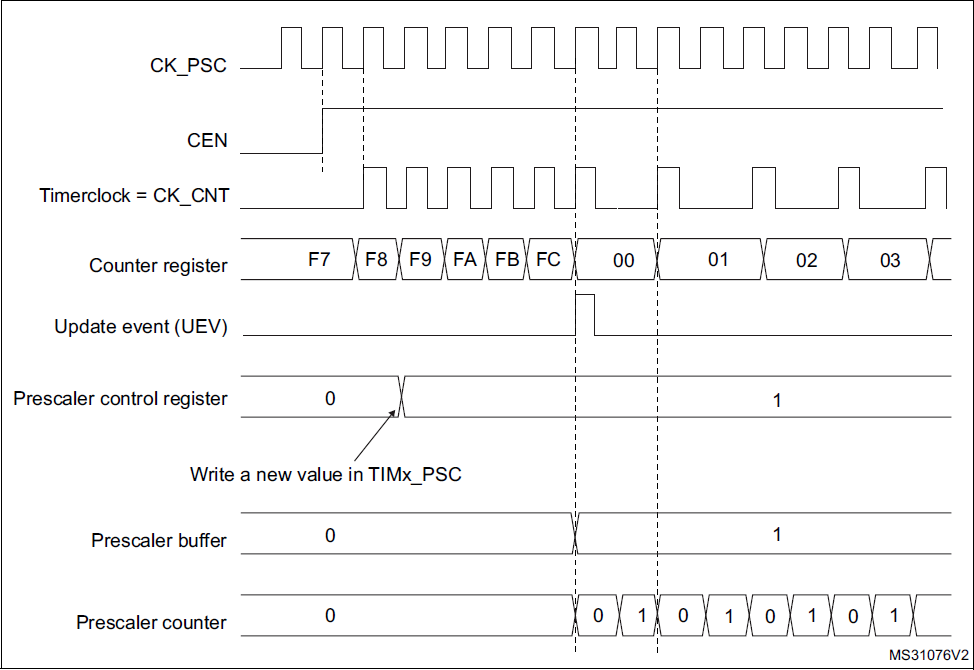 CK_PSC
CEN
Timerclock = CK_CNT
Counter register F7 F8 F9 FA FB FC 00 01 02 03
Update event (UEV)
Prescaler control register 0 1
Write a new value in TIMx_PSC
Prescaler buffer 0 1
Prescaler counter 0 0 1 0 1 0 1 0 1
MS31076V2